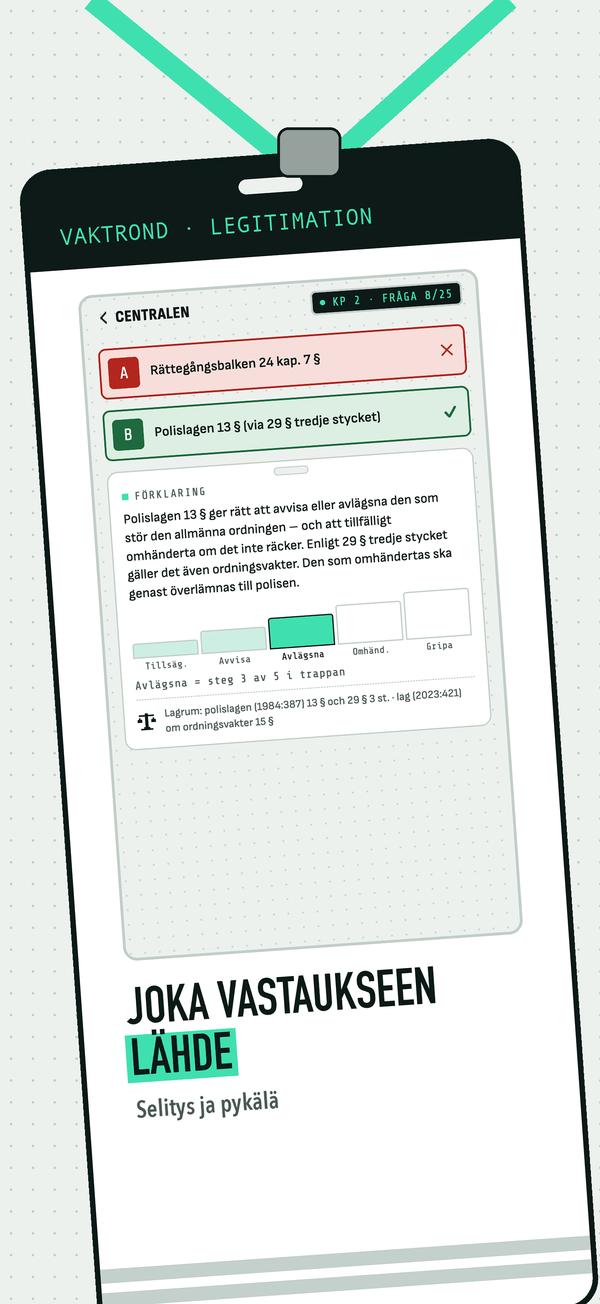 VAKTROND · LEGITIMATION
CENTRALEN
KP 2 · FRÅGA 8/25
A Rättegångsbalken 24 kap. 7 §
B Polislagen 13 § (via 29 § tredje stycket)
FÖRKLARING
Polislagen 13 § ger rätt att avvisa eller avlägsna den som
stör den allmänna ordningen – och att tillfälligt
omhänderta om det inte räcker. Enligt 29 § tredje stycket
gäller det även ordningsvakter. Den som omhändertas ska
genast överlämnas till polisen.
Tillsäg. Avvisa Avlägsna Omhänd. Gripa
Avlägsna = steg 3 av 5 i trappan
Lagrum: polislagen (1984:387) 13 § och 29 § 3 st. · lag (2023:421)
om ordningsvakter 15 §
JOKA VASTAUKSEEN
LÄHDE
Selitys ja pykälä